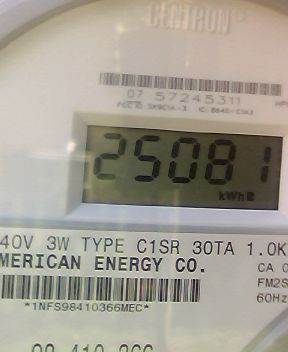 CENTRON
07 57245311
25081
kWh
40V 3W TYPE C1SR 30TA 1.0K
MERICAN ENERGY CO.
CA 0
FM2S
60Hz
*1NFS98410366MEC*